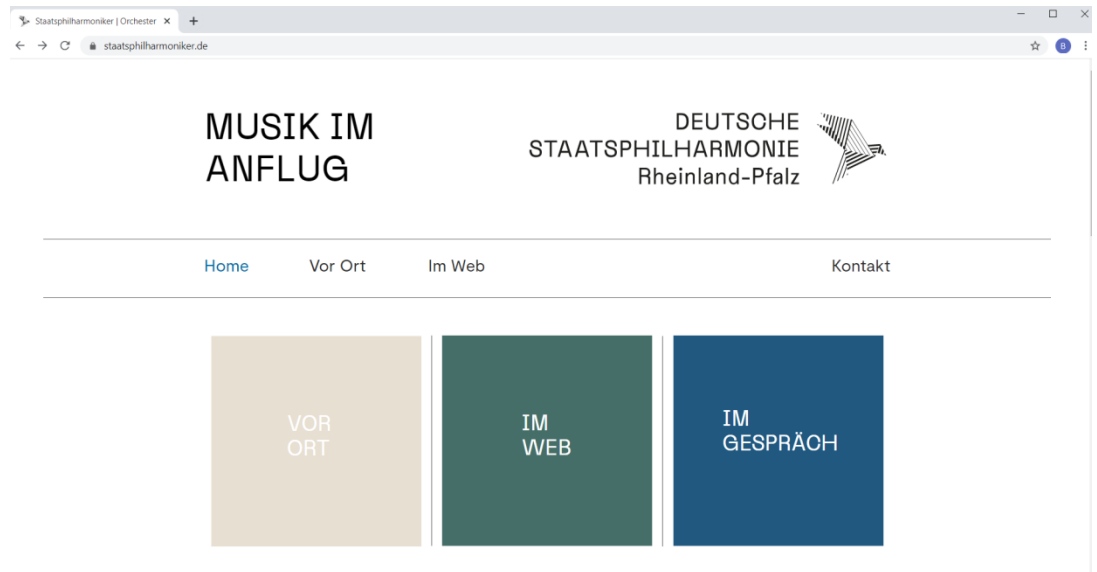 Staatsphilharmoniker | Orchester
staatsphilharmoniker.de
B
MUSIK IM
ANFLUG
DEUTSCHE
STAATSPHILHARMONIE
Rheinland-Pfalz
Home Vor Ort Im Web Kontakt
VOR
ORT
IM
WEB
IM
GESPRÄCH